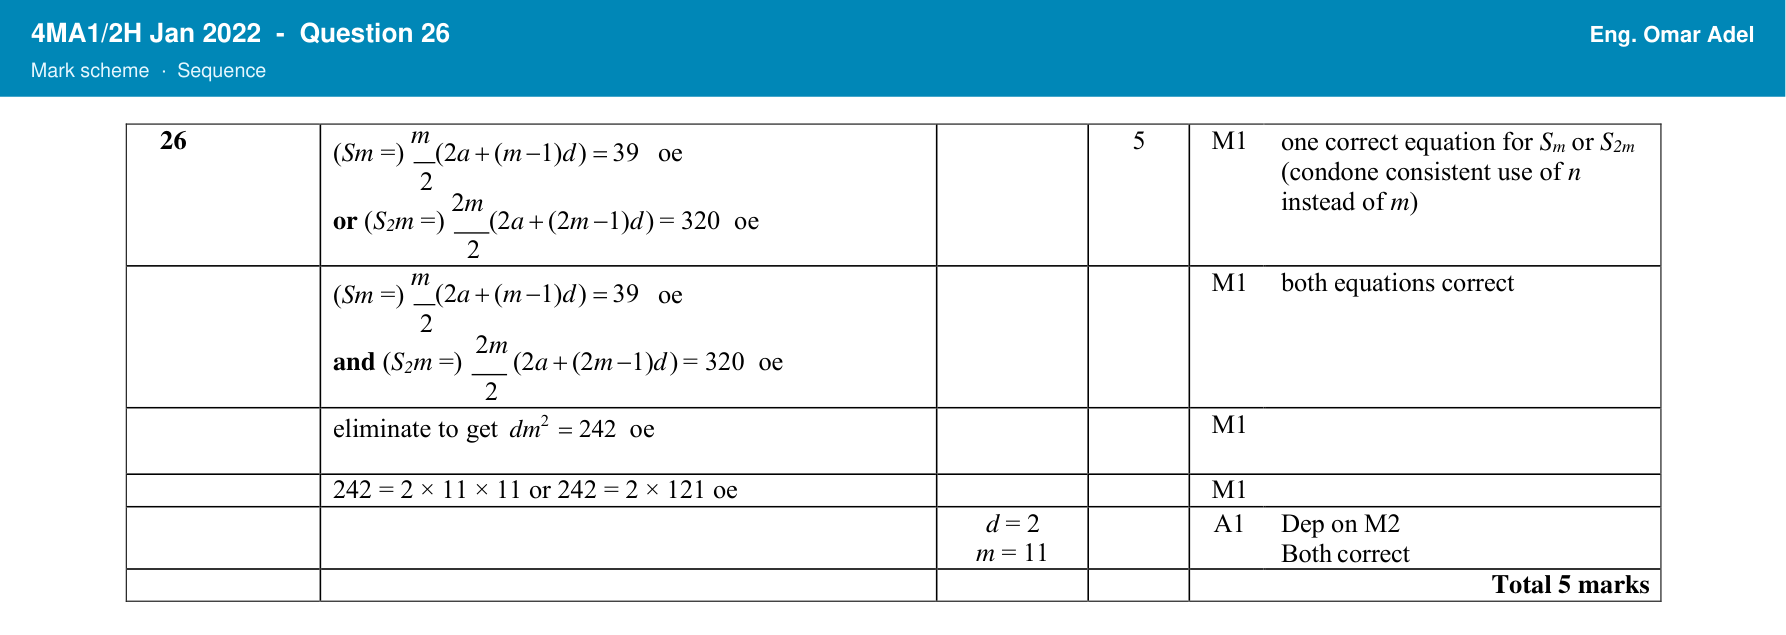 4MA1/2H Jan 2022 - Question 26
Eng. Omar Adel
Mark scheme · Sequence
26
(Sm =) m/2 (2a + (m − 1)d) = 39 oe
or (S₂m =) 2m/2 (2a + (2m − 1)d) = 320 oe
5
M1 one correct equation for Sₘ or S₂ₘ
(condone consistent use of n
instead of m)
(Sm =) m/2 (2a + (m − 1)d) = 39 oe
and (S₂m =) 2m/2 (2a + (2m − 1)d) = 320 oe
M1 both equations correct
eliminate to get dm² = 242 oe
M1
242 = 2 × 11 × 11 or 242 = 2 × 121 oe
M1
d = 2
m = 11
A1 Dep on M2
Both correct
Total 5 marks